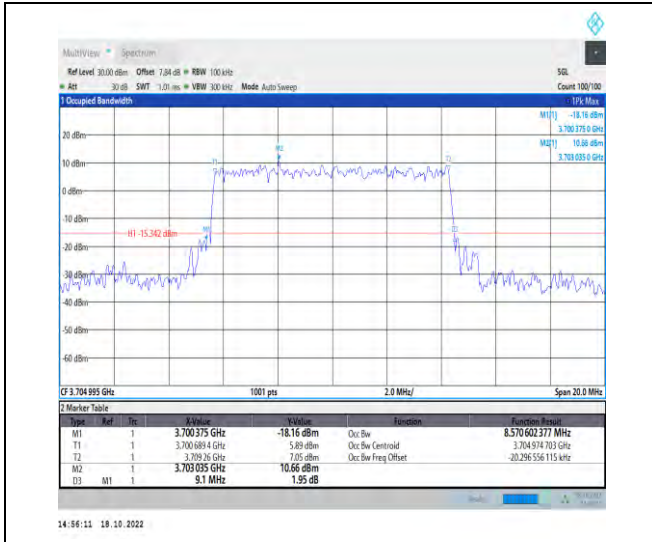 MultiView Spectrum
Ref Level 30.00 dBm Offset 7.84 dB RBW 100 kHz SGL
Att 30 dB SWT 1.01 ms VBW 300 kHz Mode Auto Sweep Count 100/100
1 Occupied Bandwidth 1Pk Max
M1[1] -18.16 dBm
3.700 375 0 GHz
M2[1] 10.66 dBm
3.703 035 0 GHz
20 dBm
M2
10 dBm
T1
T2
0 dBm
-10 dBm
H1 -15.342 dBm
M1
D3
-30 dBm
-40 dBm
-50 dBm
-60 dBm
CF 3.704 995 GHz 1001 pts 2.0 MHz/ Span 20.0 MHz
2 Marker Table
Type Ref Trc X-Value Y-Value Function Function Result
M1 1 3.700 375 GHz -18.16 dBm Occ Bw 8.570 602 377 MHz
T1 1 3.700 689 4 GHz 5.89 dBm Occ Bw Centroid 3.704 974 703 GHz
T2 1 3.709 26 GHz 7.05 dBm Occ Bw Freq Offset -20.296 556 115 kHz
M2 1 3.703 035 GHz 10.66 dBm
D3 M1 1 9.1 MHz 1.95 dB
14:56:11 18.10.2022